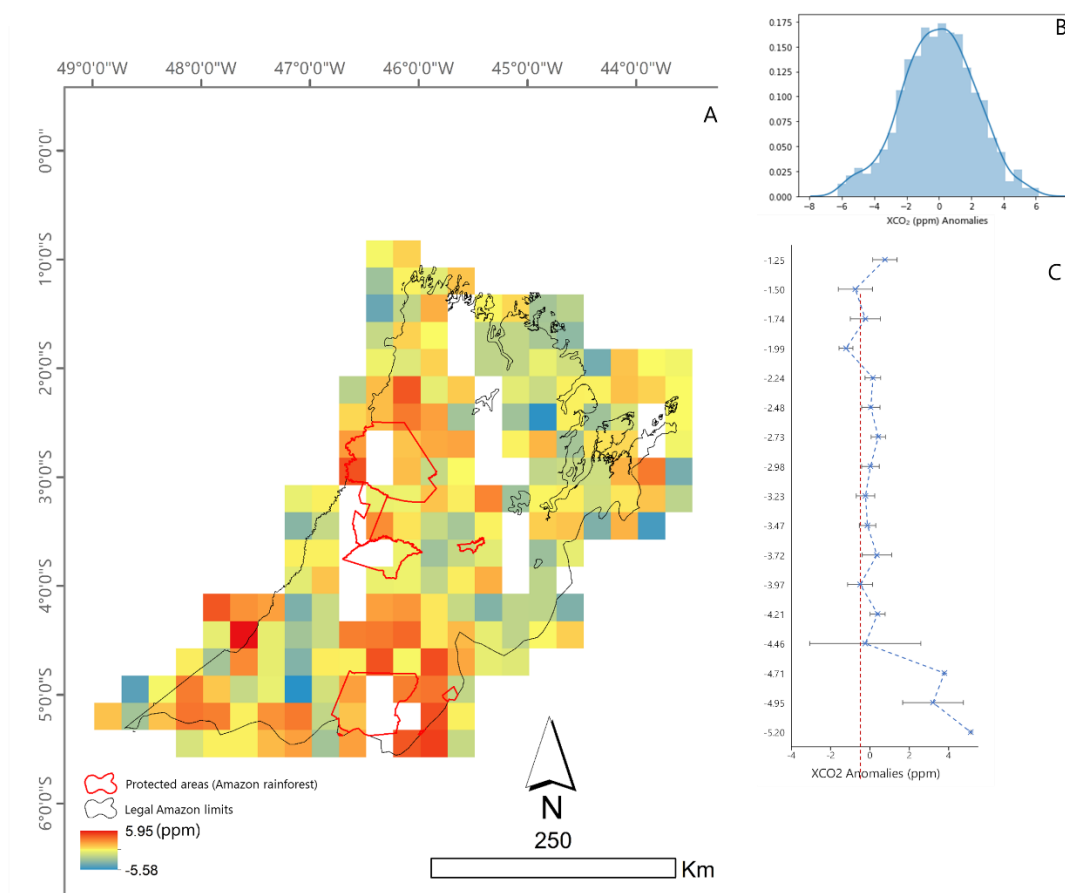 49°0'0"W 48°0'0"W 47°0'0"W 46°0'0"W 45°0'0"W 44°0'0"W
A
0°0'0"
1°0'0"S
2°0'0"S
3°0'0"S
4°0'0"S
5°0'0"S
6°0'0"S
Protected areas (Amazon rainforest)
Legal Amazon limits
5.95 (ppm)
-5.58
N
250
Km
B
0.175
0.150
0.125
0.100
0.075
0.050
0.025
0.000
-8 -6 -4 -2 0 2 4 6
XCO₂ (ppm) Anomalies
C
-1.25
-1.50
-1.74
-1.99
-2.24
-2.48
-2.73
-2.98
-3.23
-3.47
-3.72
-3.97
-4.21
-4.46
-4.71
-4.95
-5.20
-4 -2 0 2 4
XCO2 Anomalies (ppm)